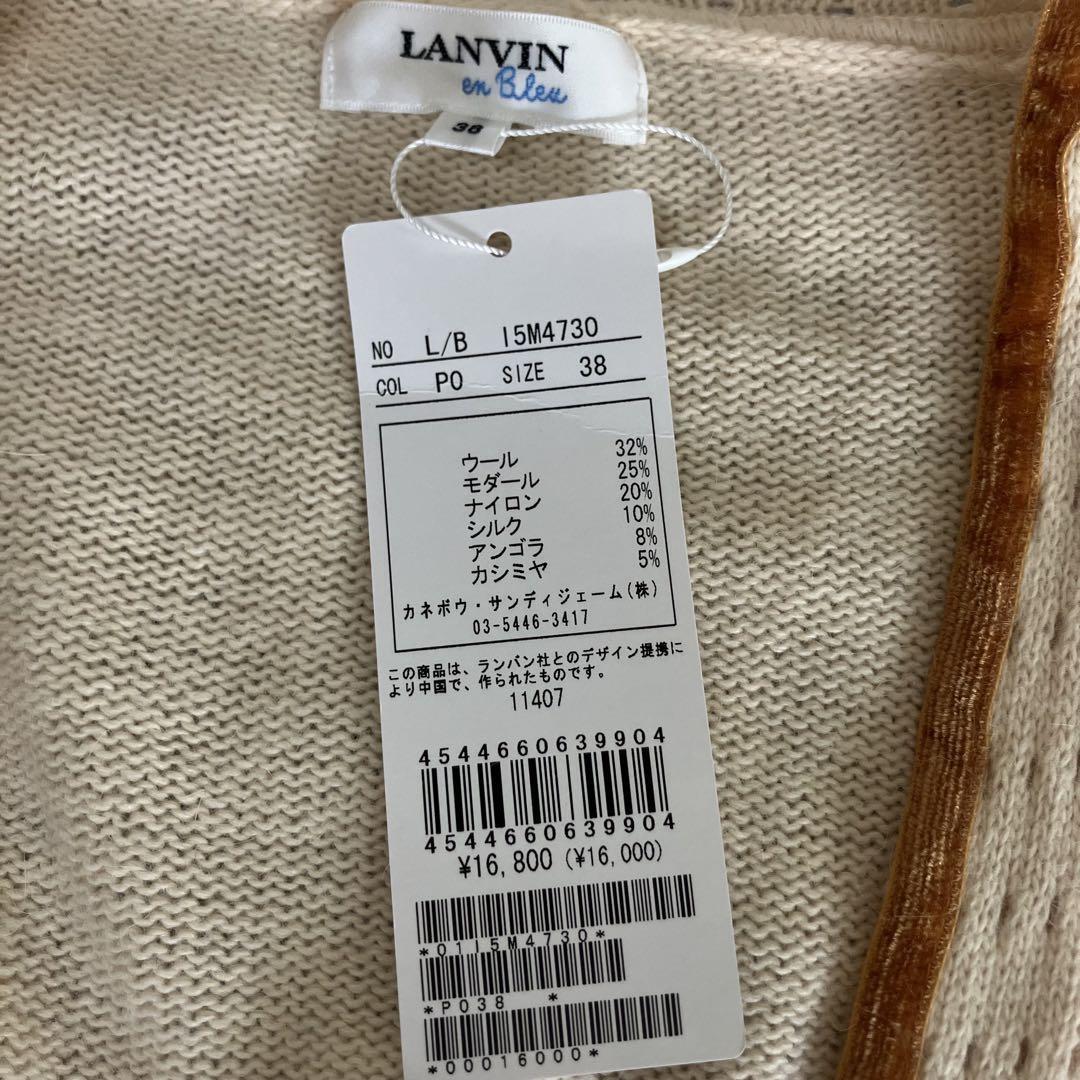 LANVIN
en Bleu
38
NO L/B I5M4730
COL PO SIZE 38
ウール 32%
モダール 25%
ナイロン 20%
シルク 10%
アンゴラ 8%
カシミヤ 5%
カネボウ・サンディジェーム(株)
03-5446-3417
この商品は、ランバン社とのデザイン提携に
より中国で、作られたものです。
11407
4544660639904
4544660639904
¥16,800 (¥16,000)
*01I5M4730*
*PO38 *
*00016000*